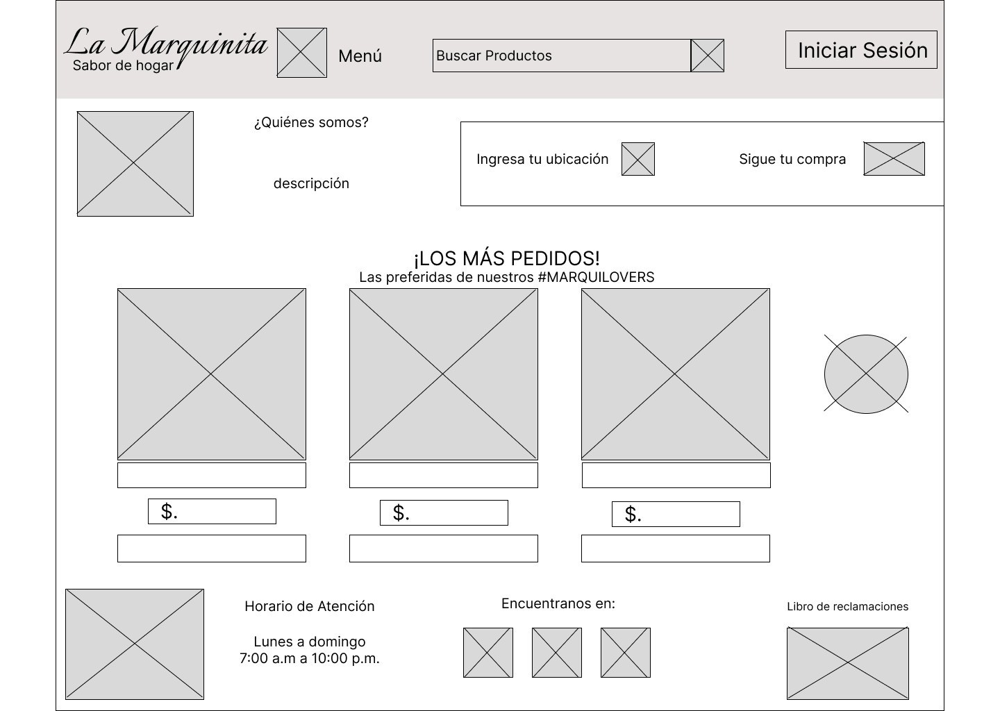 La Marquinita
Sabor de hogar
Menú
Buscar Productos
Iniciar Sesión
¿Quiénes somos?
descripción
Ingresa tu ubicación
Sigue tu compra
¡LOS MÁS PEDIDOS!
Las preferidas de nuestros #MARQUILOVERS
$.
$.
$.
Horario de Atención
Lunes a domingo
7:00 a.m a 10:00 p.m.
Encuentranos en:
Libro de reclamaciones